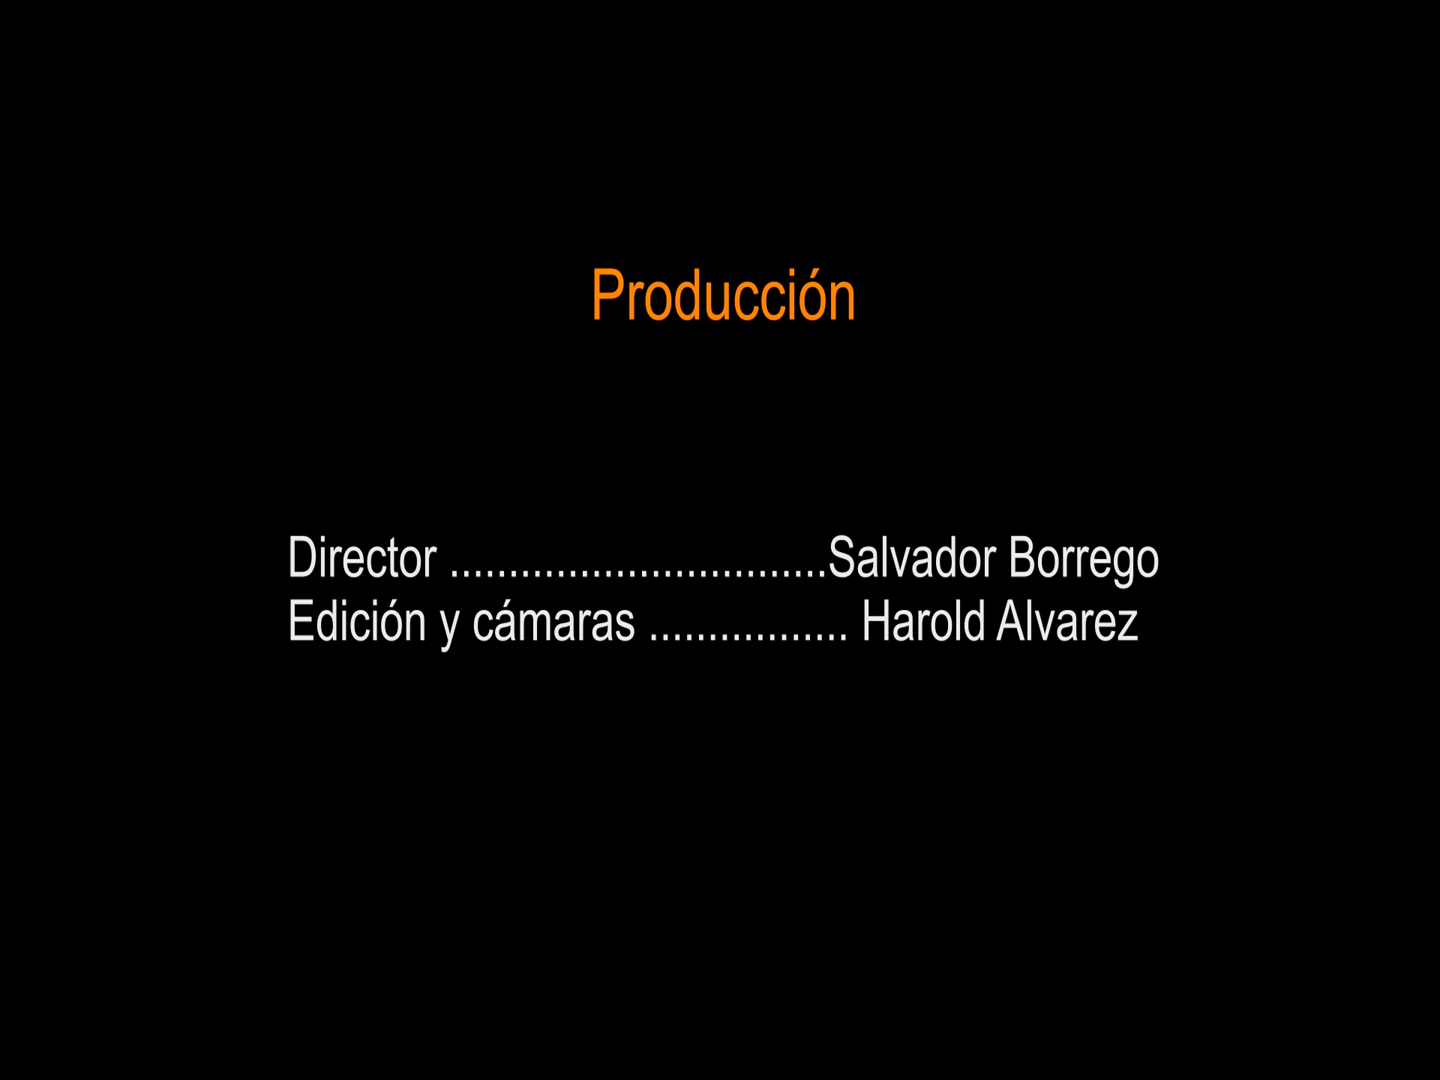 Producción
Director ................................Salvador Borrego
Edición y cámaras ................. Harold Alvarez